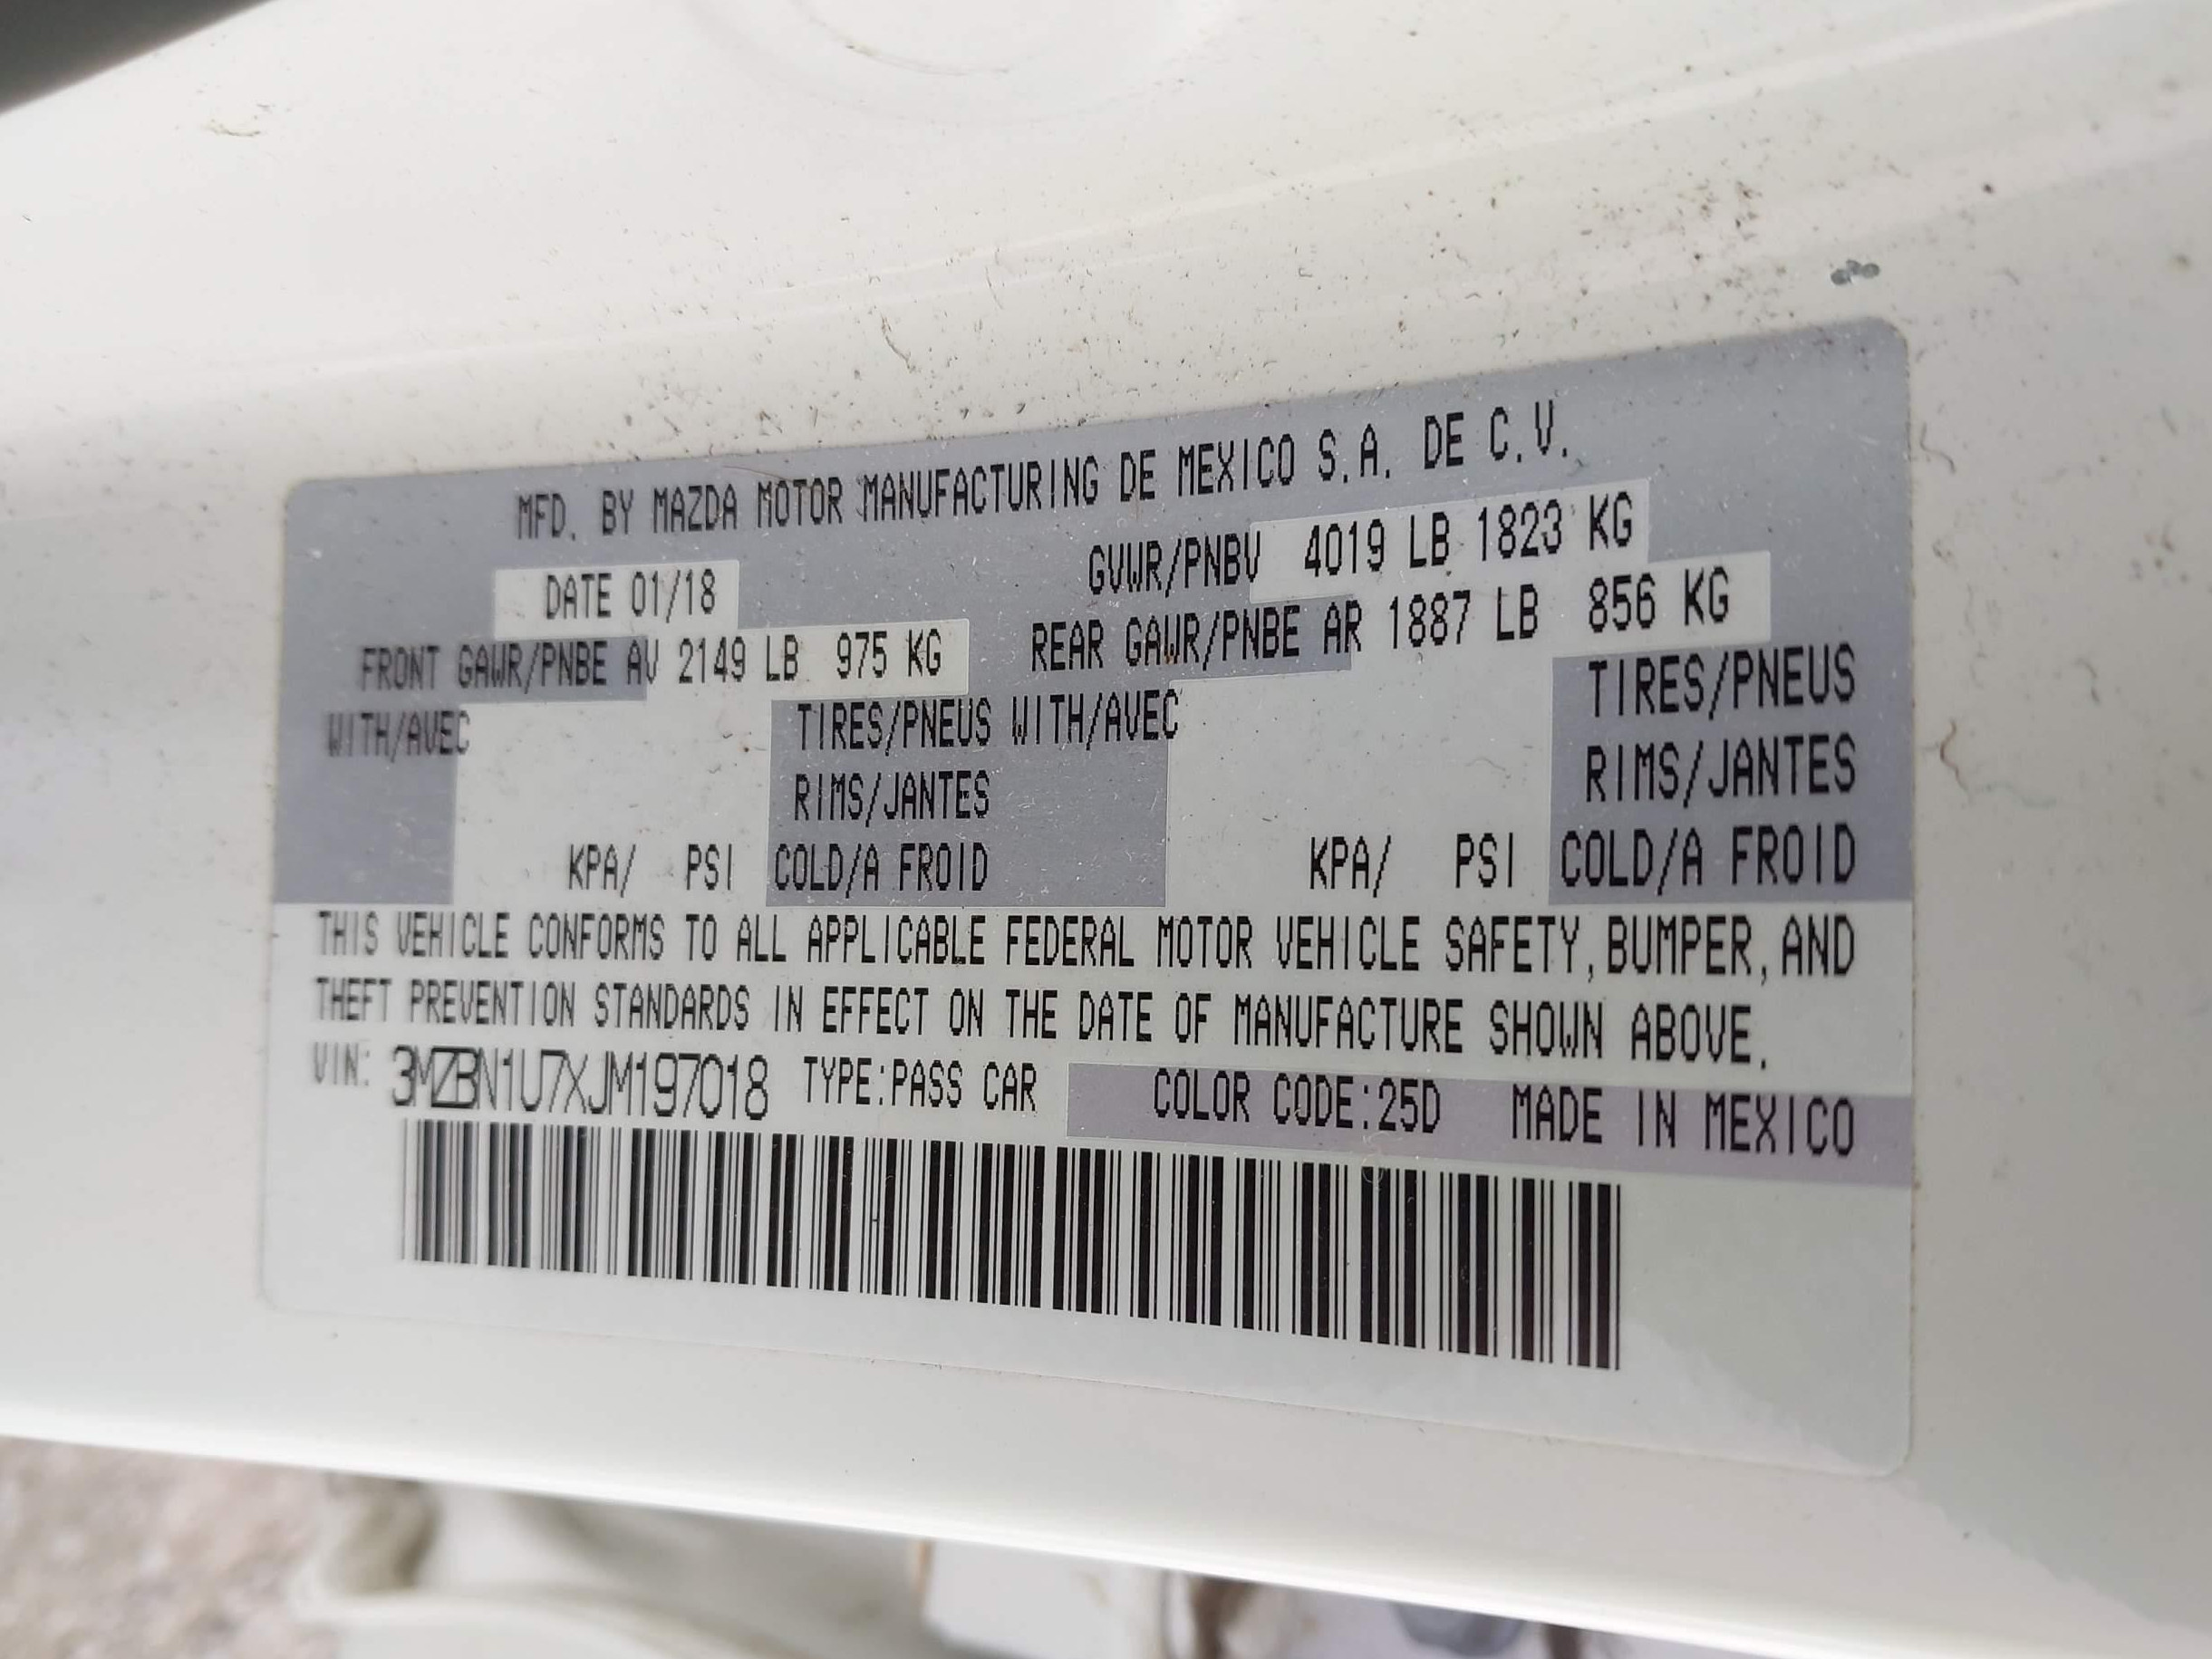 MFD. BY MAZDA MOTOR MANUFACTURING DE MEXICO S.A. DE C.V.
DATE 01/18 GVWR/PNBV 4019 LB 1823 KG
FRONT GAWR/PNBE AV 2149 LB 975 KG REAR GAWR/PNBE AR 1887 LB 856 KG
WITH/AVEC TIRES/PNEUS WITH/AVEC TIRES/PNEUS
RIMS/JANTES RIMS/JANTES
KPA/ PSI COLD/A FROID KPA/ PSI COLD/A FROID
THIS VEHICLE CONFORMS TO ALL APPLICABLE FEDERAL MOTOR VEHICLE SAFETY,BUMPER,AND
THEFT PREVENTION STANDARDS IN EFFECT ON THE DATE OF MANUFACTURE SHOWN ABOVE.
VIN: 3MZBN1U7XJM197018 TYPE:PASS CAR COLOR CODE:25D MADE IN MEXICO